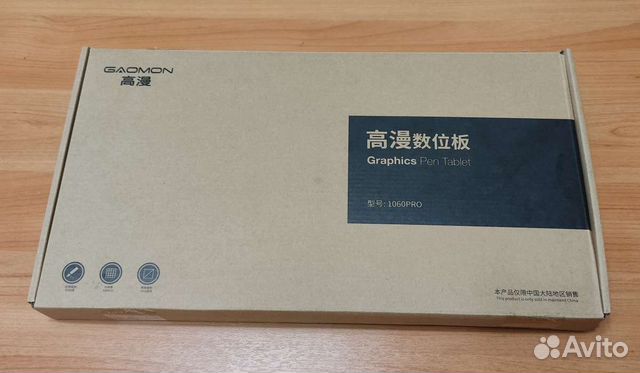 GAOMON
高漫
高漫数位板
Graphics Pen Tablet
型号: 1060PRO
本产品仅限中国大陆地区销售
This product is only sold in mainland China
Avito